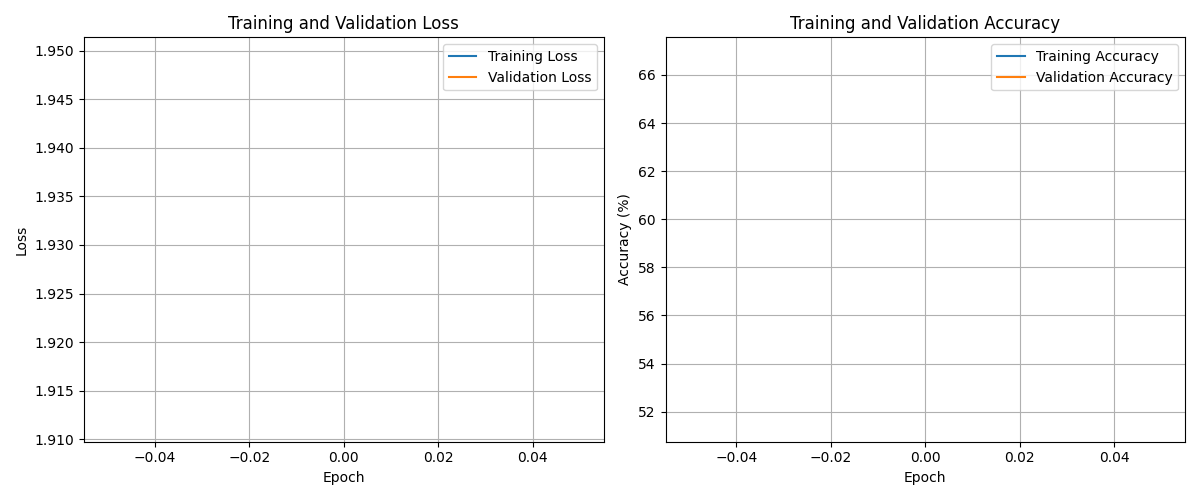 Training and Validation Loss
1.950
1.945
1.940
1.935
1.930
1.925
1.920
1.915
1.910
Loss
Training Loss
Validation Loss
−0.04 −0.02 0.00 0.02 0.04
Epoch
Training and Validation Accuracy
66
64
62
60
58
56
54
52
Accuracy (%)
Training Accuracy
Validation Accuracy
−0.04 −0.02 0.00 0.02 0.04
Epoch